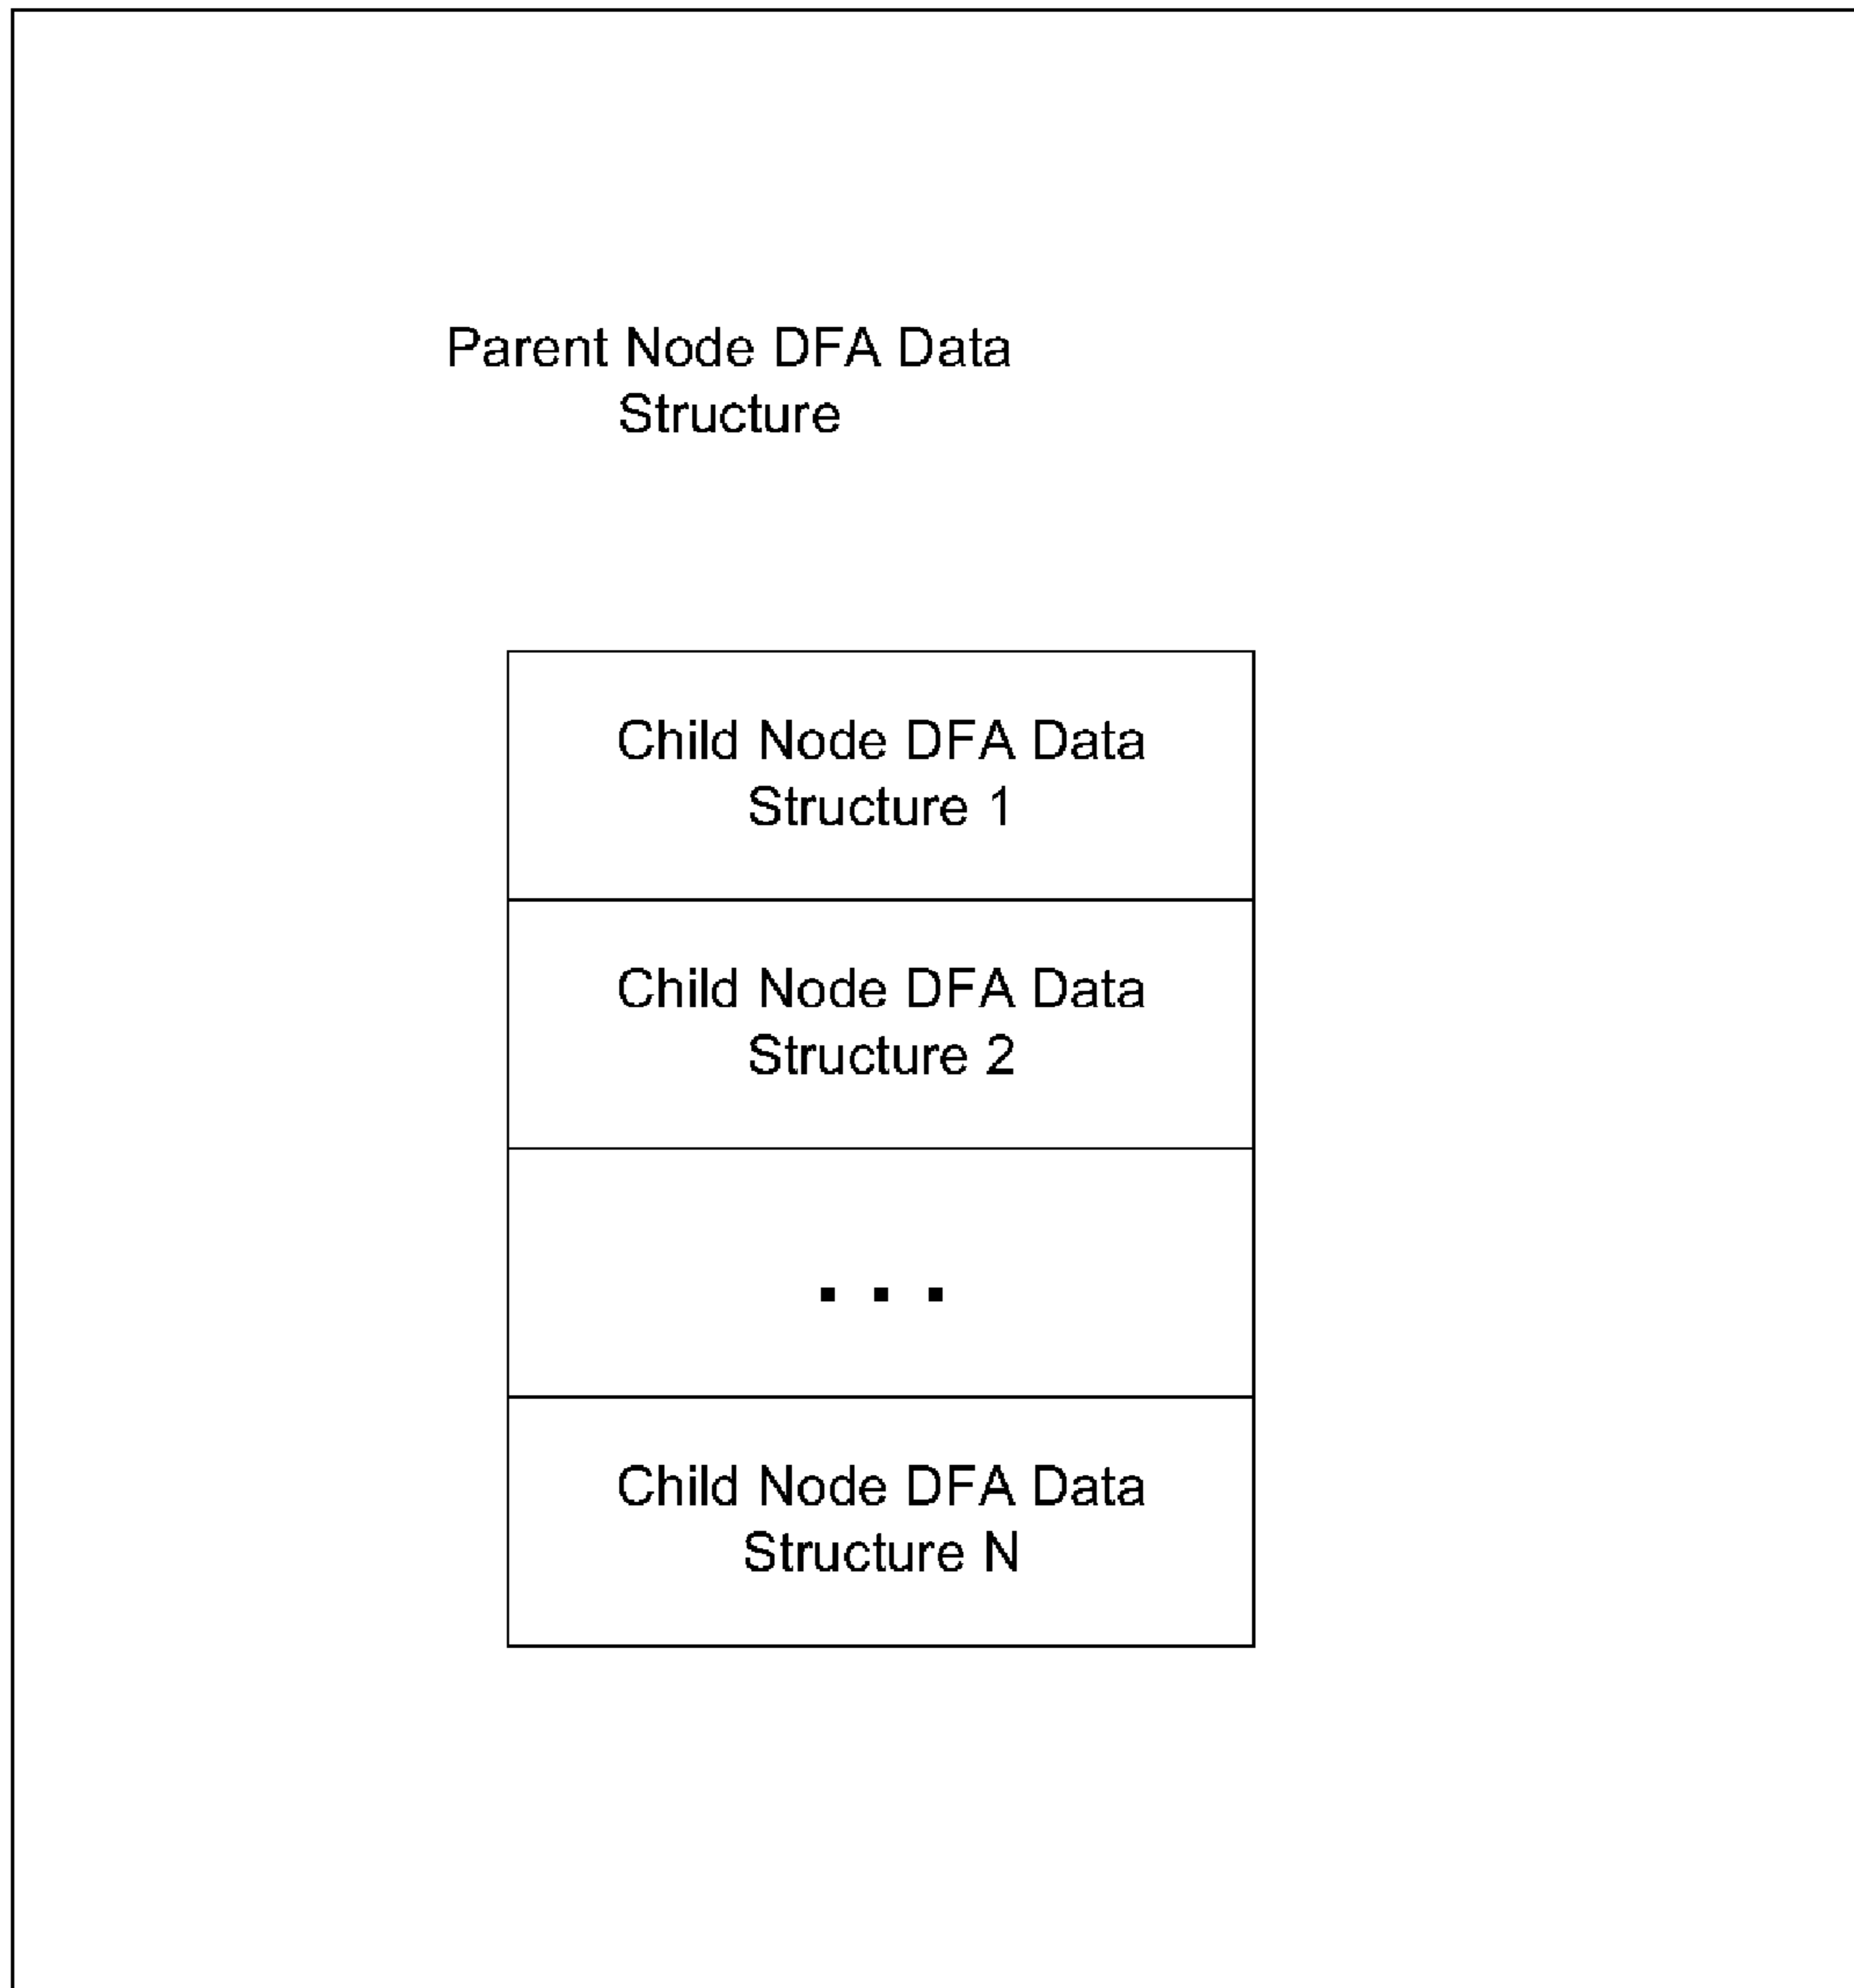 Parent Node DFA Data
Structure
Child Node DFA Data
Structure 1
Child Node DFA Data
Structure 2
. . .
Child Node DFA Data
Structure N